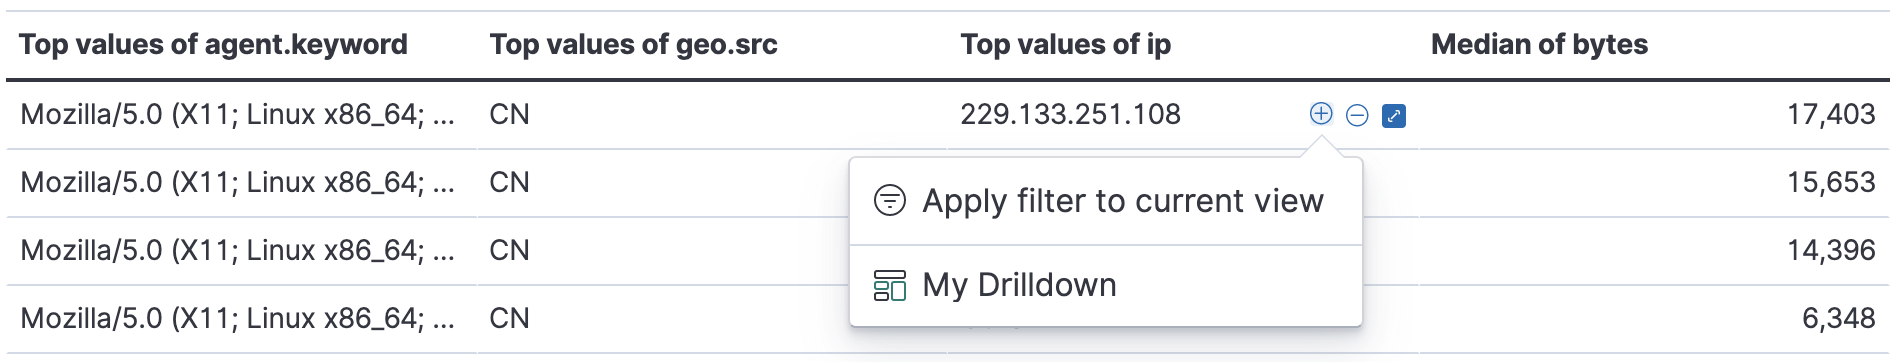 Top values of agent.keyword Top values of geo.src Top values of ip Median of bytes
Mozilla/5.0 (X11; Linux x86_64; ... CN 229.133.251.108 17,403
Mozilla/5.0 (X11; Linux x86_64; ... CN 15,653
Apply filter to current view
Mozilla/5.0 (X11; Linux x86_64; ... CN 14,396
My Drilldown
Mozilla/5.0 (X11; Linux x86_64; ... CN 6,348